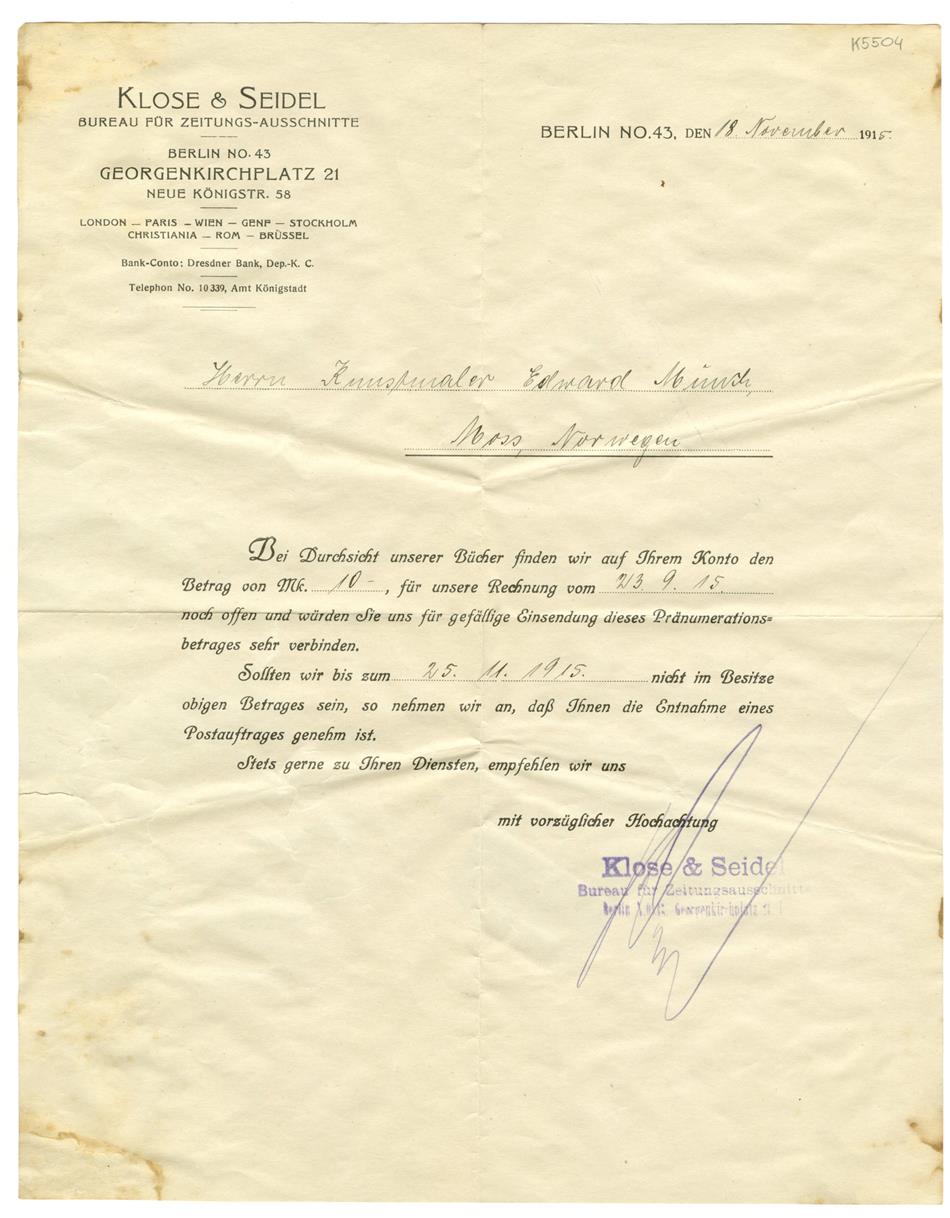 K5504
KLOSE & SEIDEL
BUREAU FÜR ZEITUNGS-AUSSCHNITTE
BERLIN NO. 43
GEORGENKIRCHPLATZ 21
NEUE KÖNIGSTR. 58
LONDON — PARIS — WIEN — GENF — STOCKHOLM
CHRISTIANIA — ROM — BRÜSSEL
Bank-Conto: Dresdner Bank, Dep.-K. C.
Telephon No. 10339, Amt Königstadt
BERLIN NO.43, DEN 18. November 1915.
Herrn Kunstmaler Edward Münch,
Moss, Norwegen
Bei Durchsicht unserer Bücher finden wir auf Ihrem Konto den
Betrag von Mk. 10-, für unsere Rechnung vom 23. 9. 15.
noch offen und würden Sie uns für gefällige Einsendung dieses Pränumerations=
betrages sehr verbinden.
Sollten wir bis zum 25. 11. 1915. nicht im Besitze
obigen Betrages sein, so nehmen wir an, daß Ihnen die Entnahme eines
Postauftrages genehm ist.
Stets gerne zu Ihren Diensten, empfehlen wir uns
mit vorzüglicher Hochachtung
Klose & Seidel
Bureau für Zeitungsausschnitte
Berlin N.O.43, Georgenkirchplatz 21